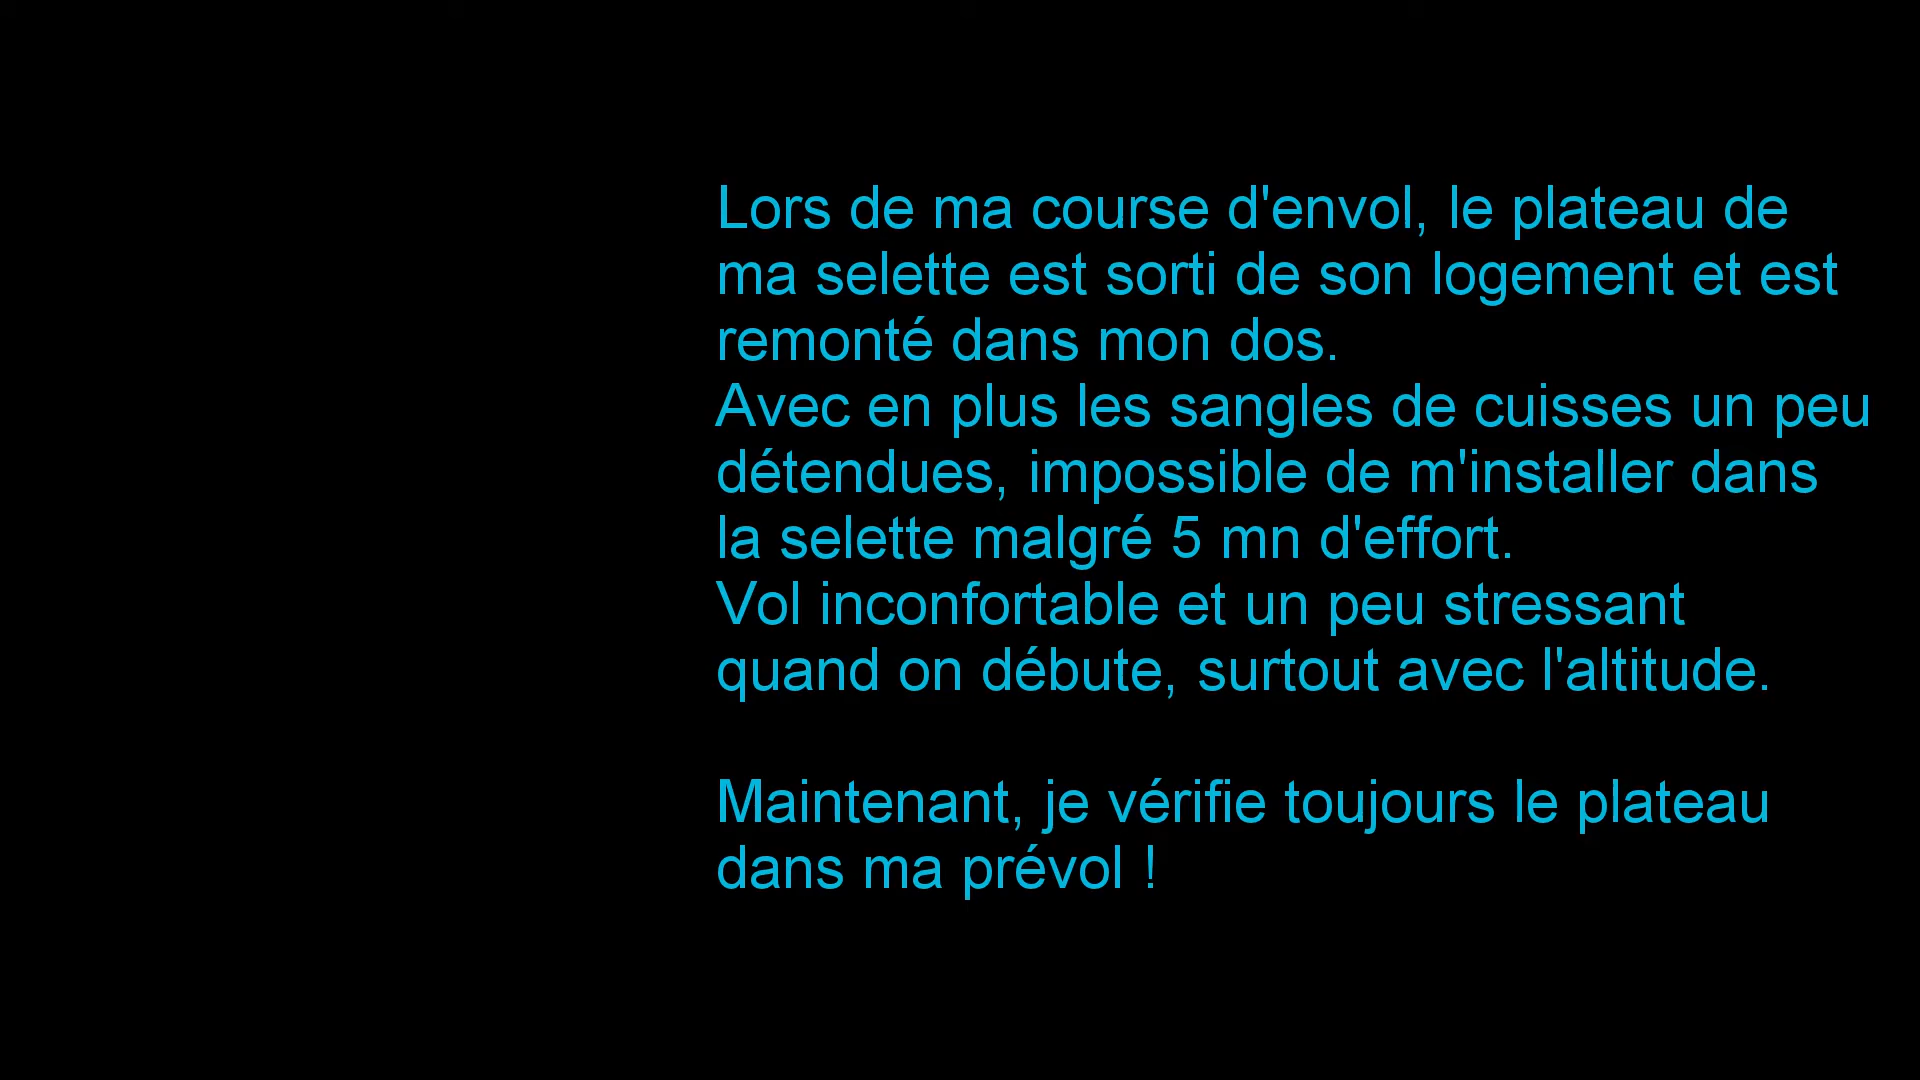 Lors de ma course d'envol, le plateau de
ma selette est sorti de son logement et est
remonté dans mon dos.
Avec en plus les sangles de cuisses un peu
détendues, impossible de m'installer dans
la selette malgré 5 mn d'effort.
Vol inconfortable et un peu stressant
quand on débute, surtout avec l'altitude.
Maintenant, je vérifie toujours le plateau
dans ma prévol !